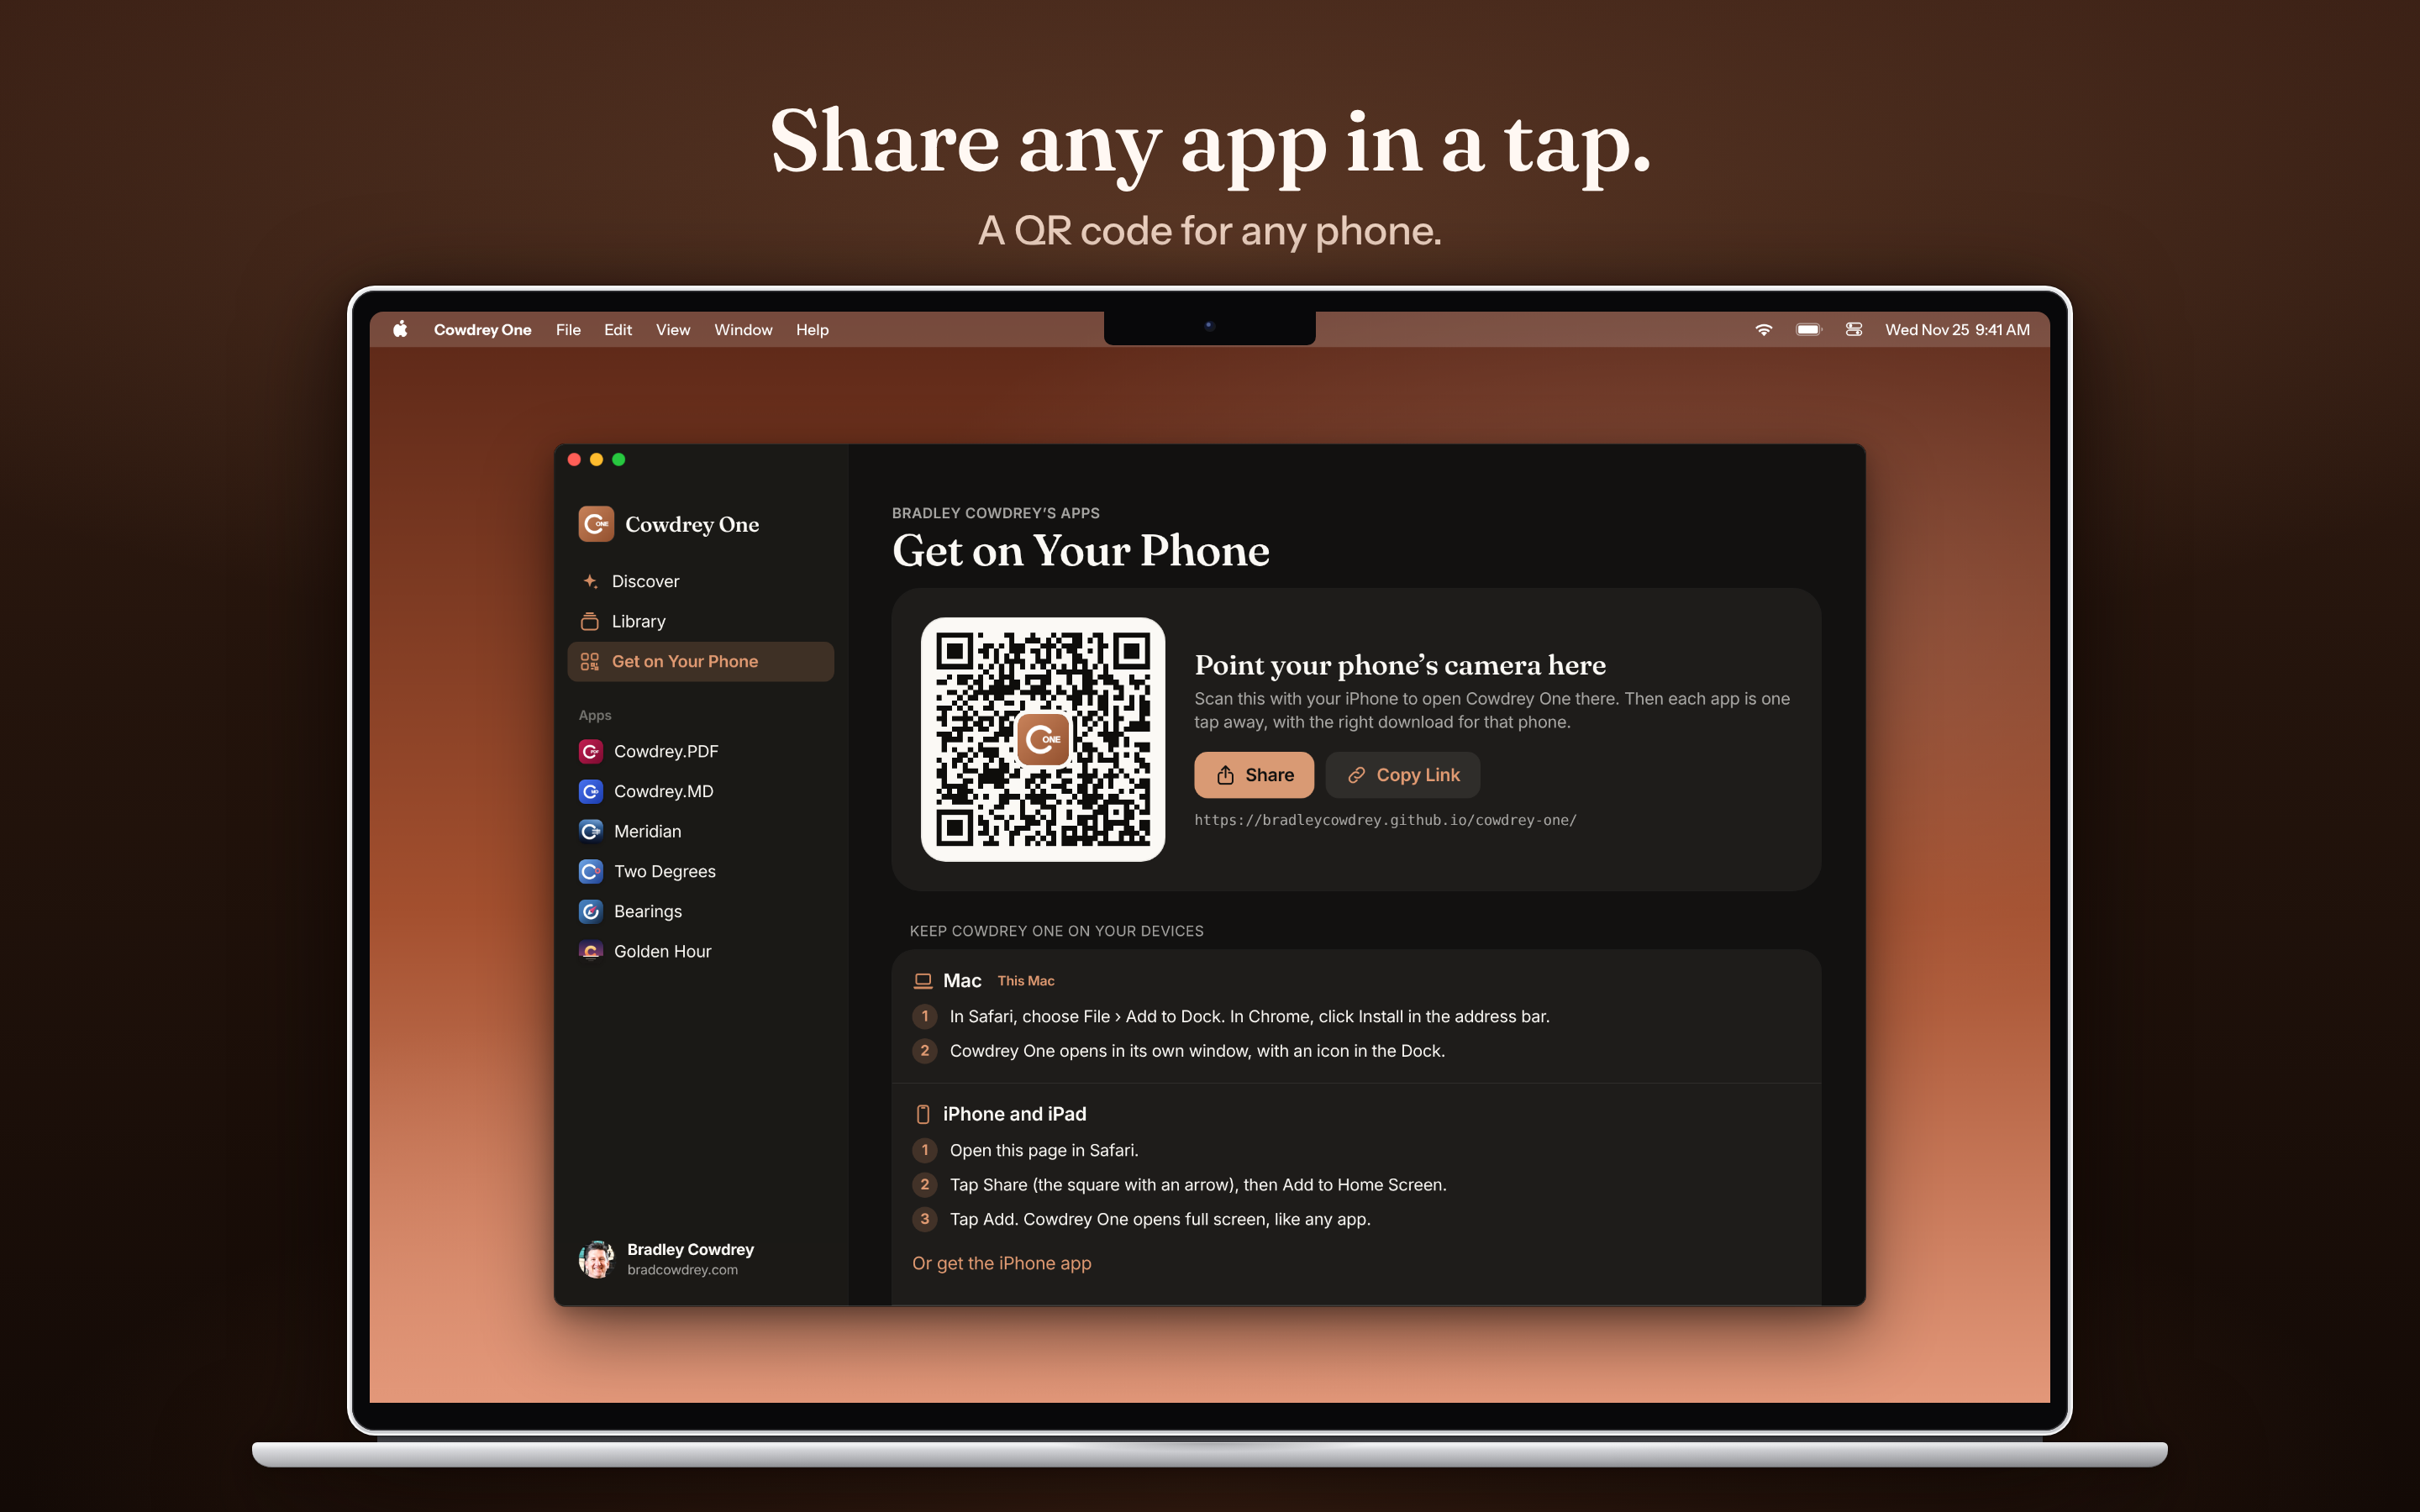 Share any app in a tap.
A QR code for any phone.
Cowdrey One File Edit View Window Help
Wed Nov 25 9:41 AM
Cowdrey One
Discover
Library
Get on Your Phone
Apps
Cowdrey.PDF
Cowdrey.MD
Meridian
Two Degrees
Bearings
Golden Hour
Bradley Cowdrey
bradcowdrey.com
BRADLEY COWDREY’S APPS
Get on Your Phone
ONE
Point your phone’s camera here
Scan this with your iPhone to open Cowdrey One there. Then each app is one
tap away, with the right download for that phone.
Share
Copy Link
https://bradleycowdrey.github.io/cowdrey-one/
KEEP COWDREY ONE ON YOUR DEVICES
Mac This Mac
1 In Safari, choose File › Add to Dock. In Chrome, click Install in the address bar.
2 Cowdrey One opens in its own window, with an icon in the Dock.
iPhone and iPad
1 Open this page in Safari.
2 Tap Share (the square with an arrow), then Add to Home Screen.
3 Tap Add. Cowdrey One opens full screen, like any app.
Or get the iPhone app